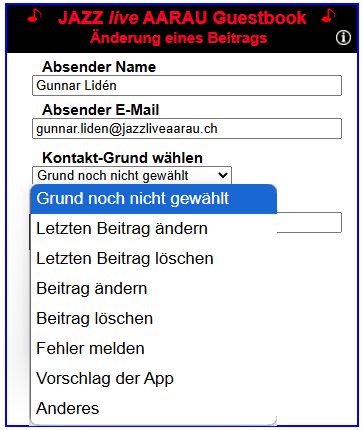 JAZZ live AARAU Guestbook
Änderung eines Beitrags
Absender Name
Gunnar Lidén
Absender E-Mail
gunnar.liden@jazzliveaarau.ch
Kontakt-Grund wählen
Grund noch nicht gewählt
Grund noch nicht gewählt
Letzten Beitrag ändern
Letzten Beitrag löschen
Beitrag ändern
Beitrag löschen
Fehler melden
Vorschlag der App
Anderes